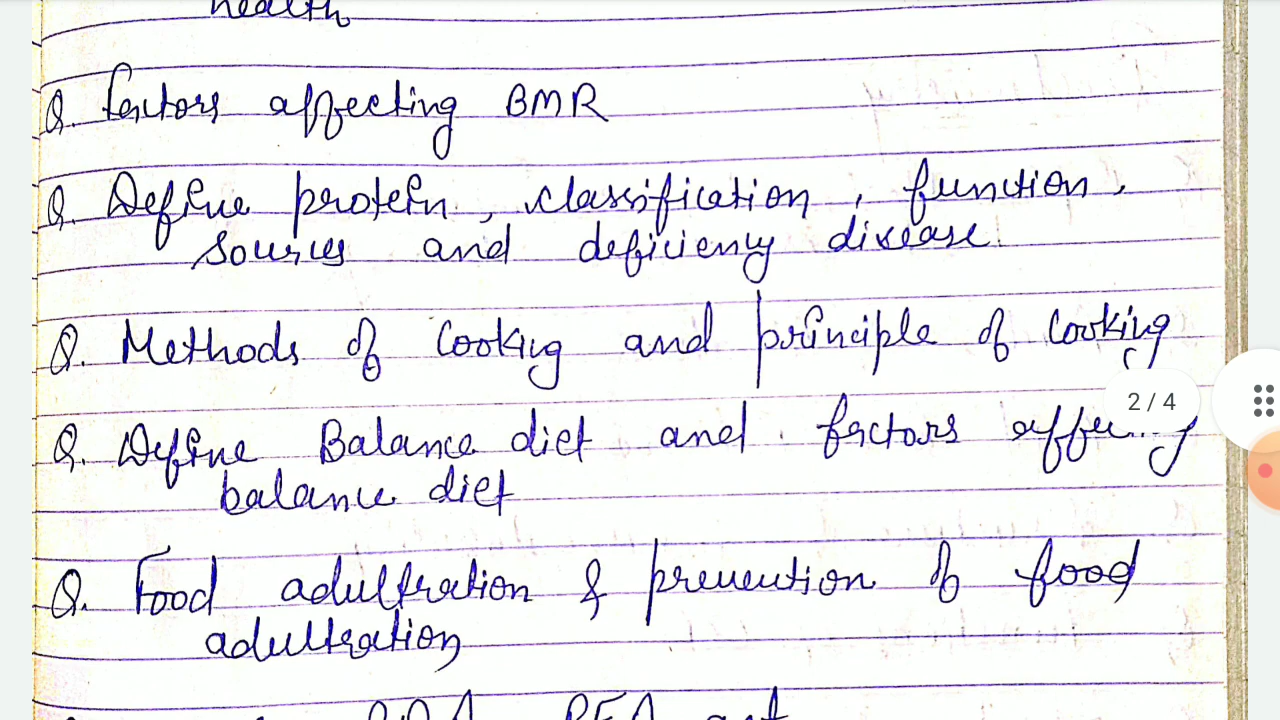 health
Q. factors affecting BMR
Q. Define protein, classification, function,
sources and deficiency disease.
Q. Methods of Cooking and principle of cooking
2 / 4
Q. Define Balance diet and factors
balance diet
Q. Food adultration & prevention of food
adultration